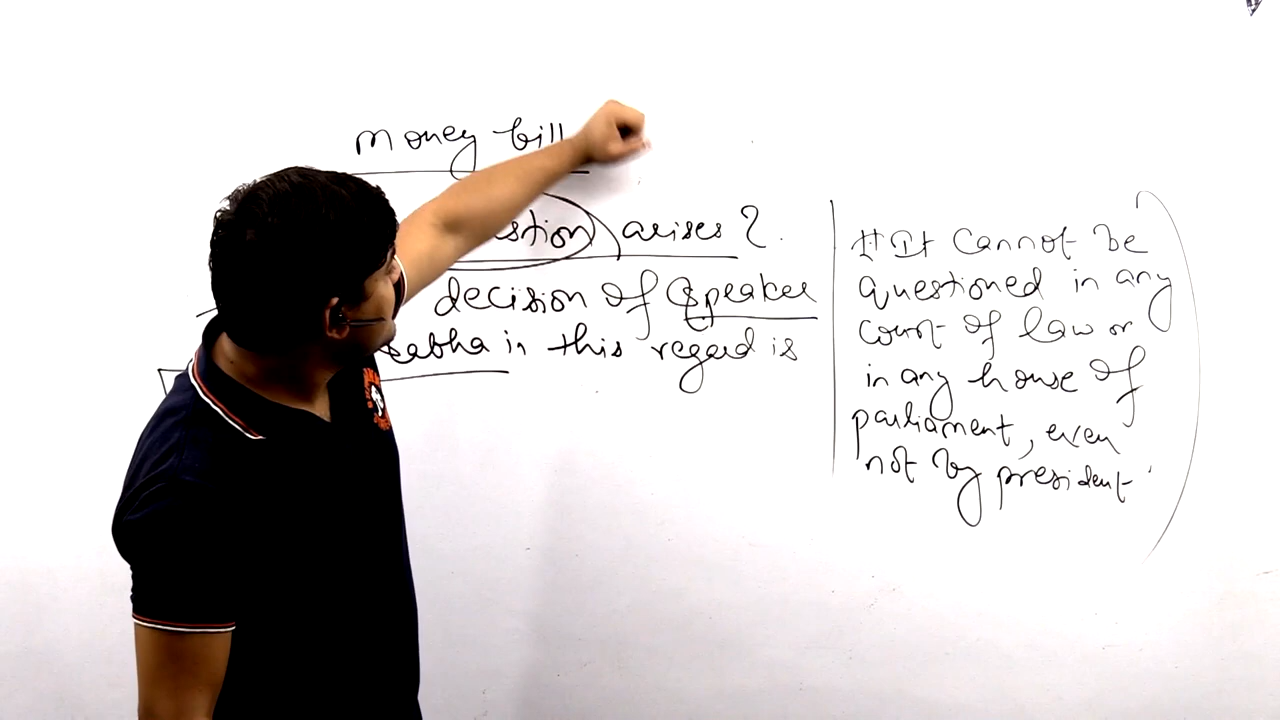 money bill
arises ?
decision of speaker
sabha in this regard is
# It cannot be
questioned in any
court of law or
in any house of
parliament, even
not by president